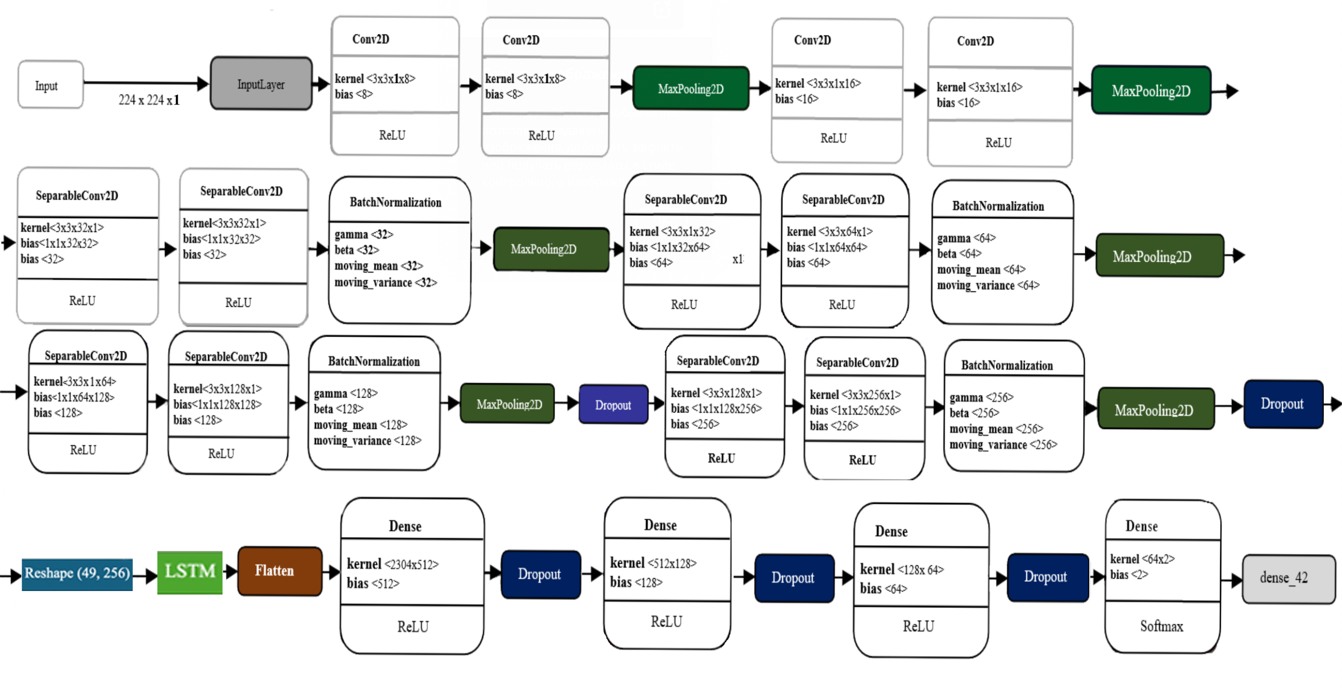 Input
224 x 224 x1
InputLayer
Conv2D
kernel <3x3x1x8>
bias <8>
ReLU
Conv2D
kernel <3x3x1x8>
bias <8>
ReLU
MaxPooling2D
Conv2D
kernel <3x3x1x16>
bias <16>
ReLU
Conv2D
kernel <3x3x1x16>
bias <16>
ReLU
MaxPooling2D
SeparableConv2D
kernel<3x3x32x1>
bias<1x1x32x32>
bias <32>
ReLU
SeparableConv2D
kernel<3x3x32x1>
bias<1x1x32x32>
bias <32>
ReLU
BatchNormalization
gamma <32>
beta <32>
moving_mean <32>
moving_variance <32>
MaxPooling2D
SeparableConv2D
kernel <3x3x1x32>
bias <1x1x32x64>
bias <64>
x1
ReLU
SeparableConv2D
kernel <3x3x64x1>
bias <1x1x64x64>
bias <64>
ReLU
BatchNormalization
gamma <64>
beta <64>
moving_mean <64>
moving_variance <64>
MaxPooling2D
SeparableConv2D
kernel<3x3x1x64>
bias<1x1x64x128>
bias <128>
ReLU
SeparableConv2D
kernel<3x3x128x1>
bias<1x1x128x128>
bias <128>
ReLU
BatchNormalization
gamma <128>
beta <128>
moving_mean <128>
moving_variance <128>
MaxPooling2D
Dropout
SeparableConv2D
kernel <3x3x128x1>
bias <1x1x128x256>
bias <256>
ReLU
SeparableConv2D
kernel <3x3x256x1>
bias <1x1x256x256>
bias <256>
ReLU
BatchNormalization
gamma <256>
beta <256>
moving_mean <256>
moving_variance <256>
MaxPooling2D
Dropout
Reshape (49, 256)
LSTM
Flatten
Dense
kernel <2304x512>
bias <512>
ReLU
Dropout
Dense
kernel <512x128>
bias <128>
ReLU
Dropout
Dense
kernel <128x 64>
bias <64>
ReLU
Dropout
Dense
kernel <64x2>
bias <2>
Softmax
dense_42